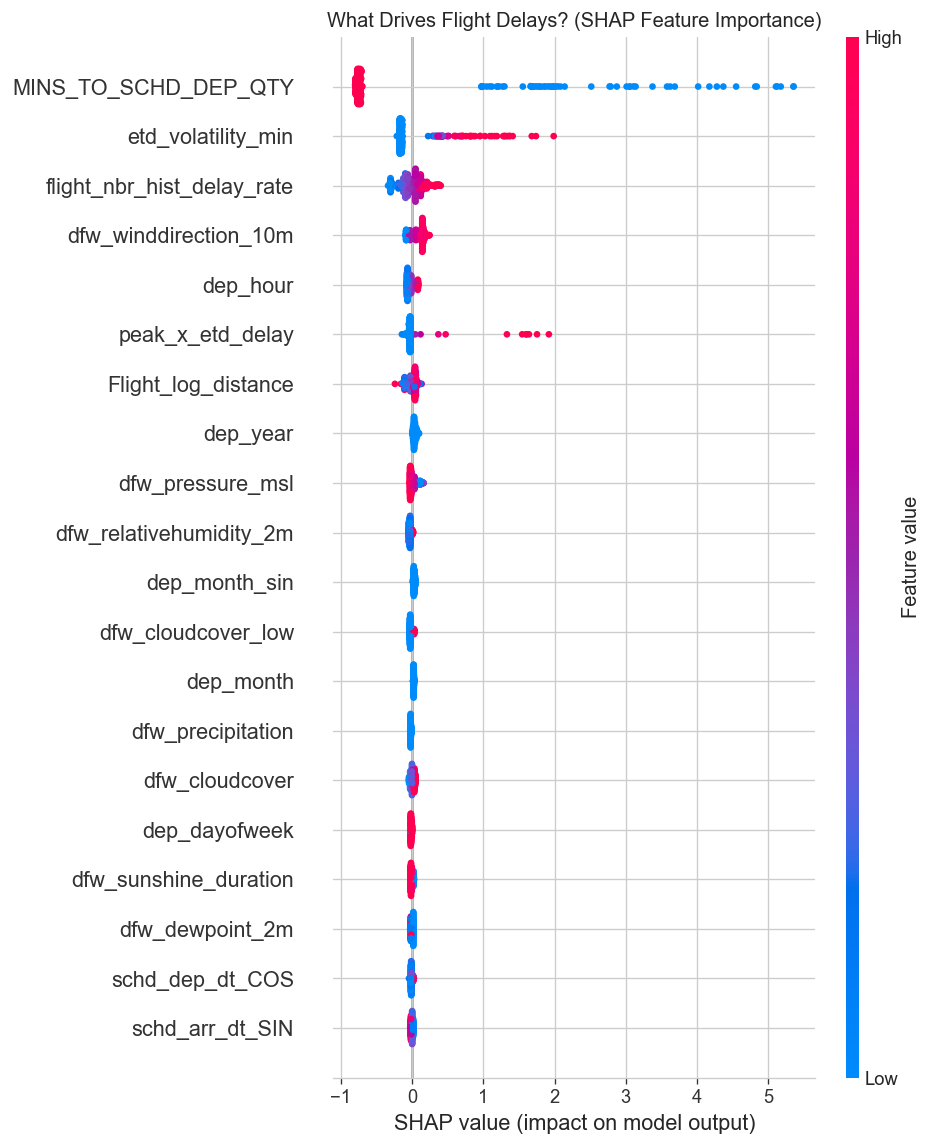 What Drives Flight Delays? (SHAP Feature Importance)
High
MINS_TO_SCHD_DEP_QTY
etd_volatility_min
flight_nbr_hist_delay_rate
dfw_winddirection_10m
dep_hour
peak_x_etd_delay
Flight_log_distance
dep_year
dfw_pressure_msl
dfw_relativehumidity_2m
dep_month_sin
dfw_cloudcover_low
dep_month
dfw_precipitation
dfw_cloudcover
dep_dayofweek
dfw_sunshine_duration
dfw_dewpoint_2m
schd_dep_dt_COS
schd_arr_dt_SIN
Feature value
Low
−1 0 1 2 3 4 5
SHAP value (impact on model output)